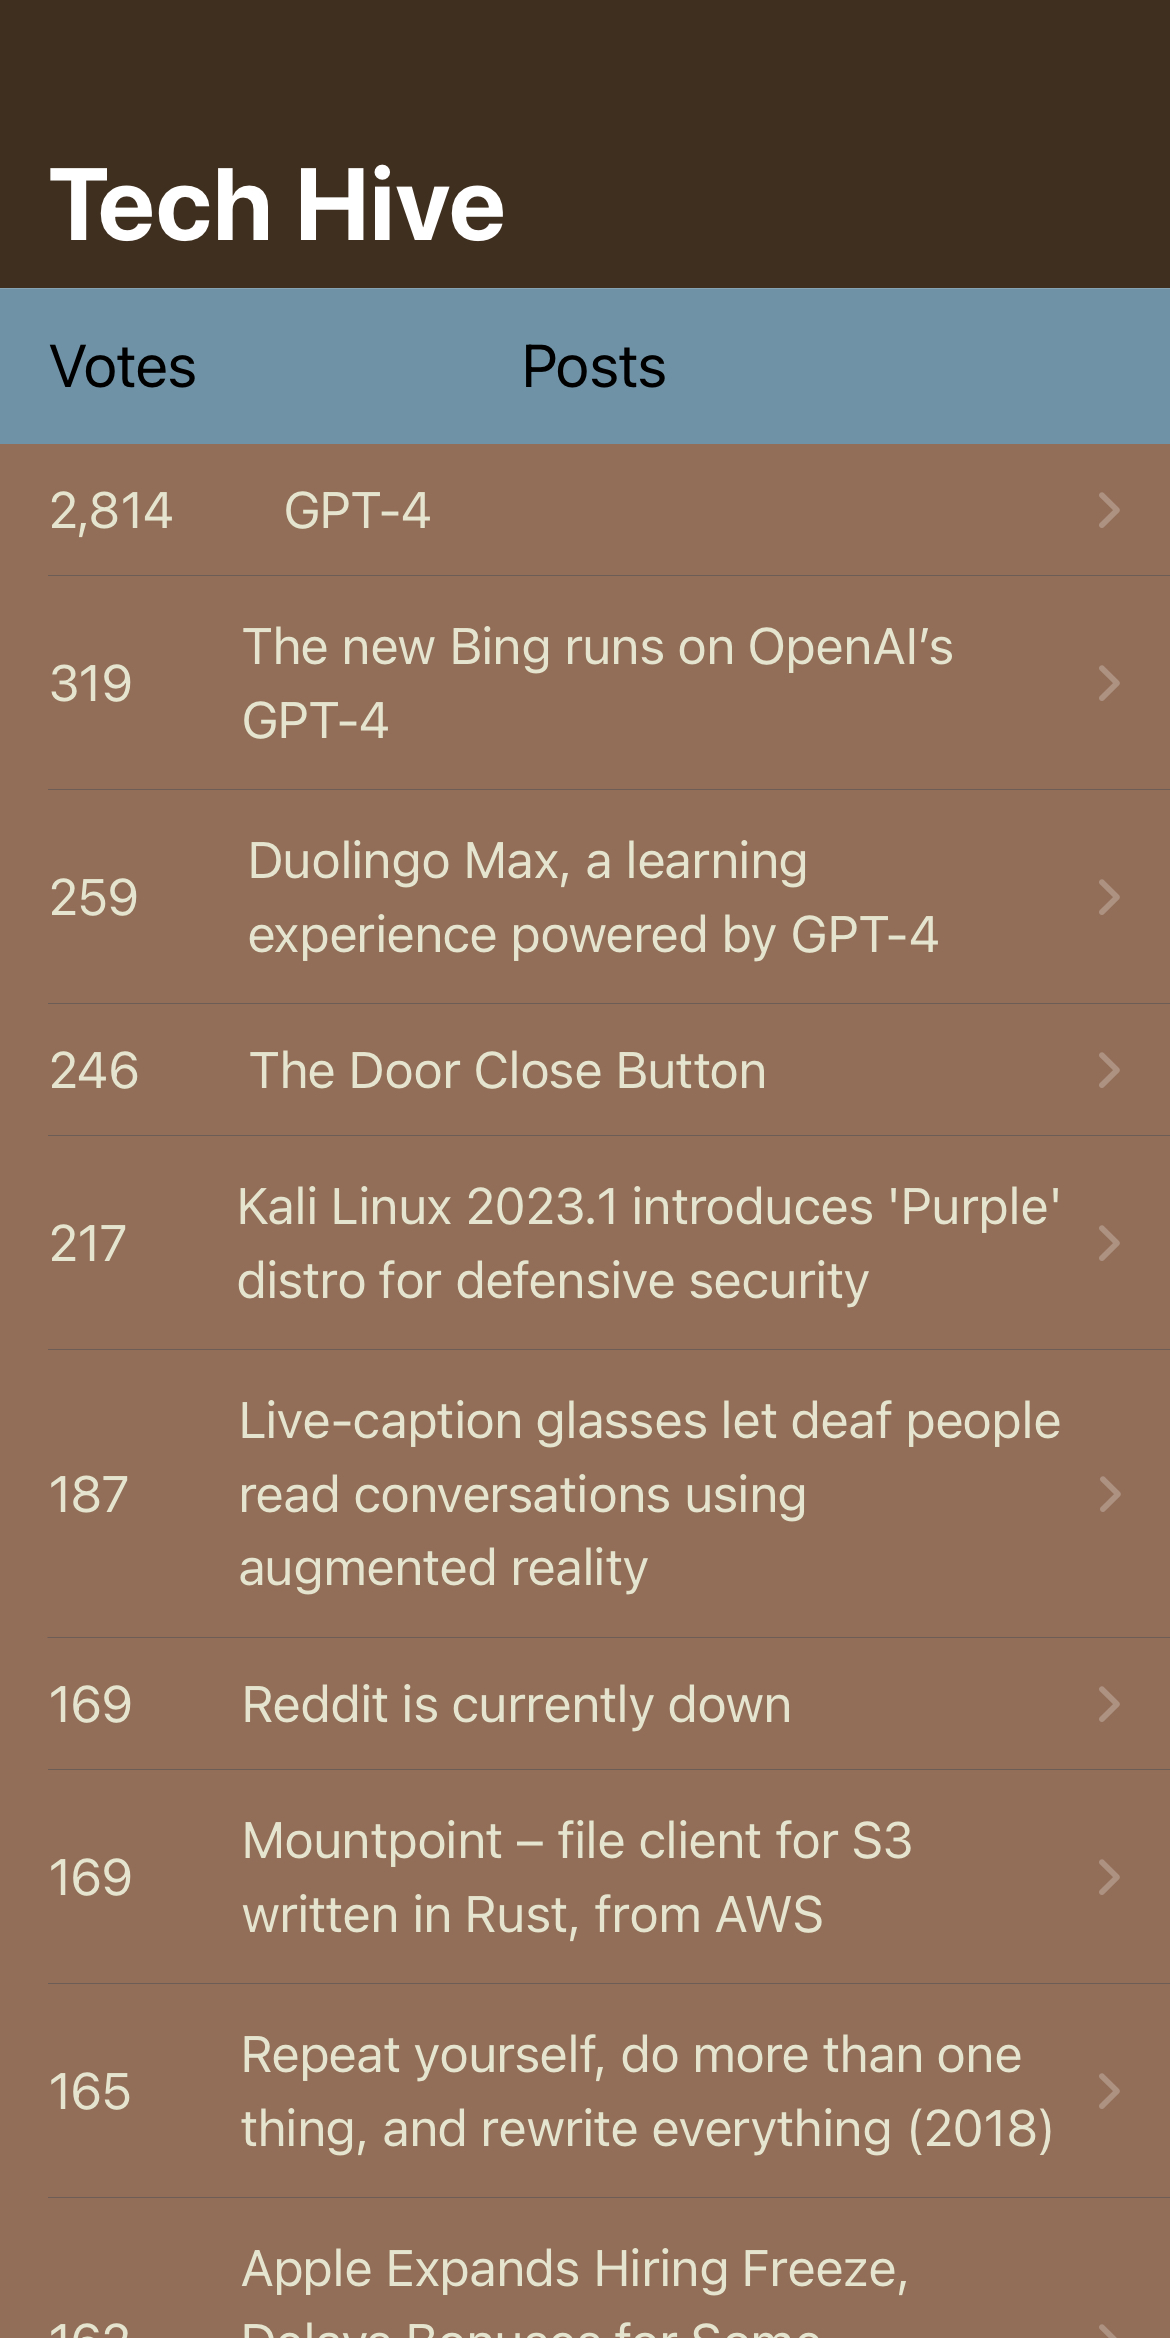 Tech Hive
Votes Posts
2,814 GPT-4
319 The new Bing runs on OpenAI’s
GPT-4
259 Duolingo Max, a learning
experience powered by GPT-4
246 The Door Close Button
217 Kali Linux 2023.1 introduces 'Purple'
distro for defensive security
187 Live-caption glasses let deaf people
read conversations using
augmented reality
169 Reddit is currently down
169 Mountpoint – file client for S3
written in Rust, from AWS
165 Repeat yourself, do more than one
thing, and rewrite everything (2018)
Apple Expands Hiring Freeze,
Delays Bonuses for Some